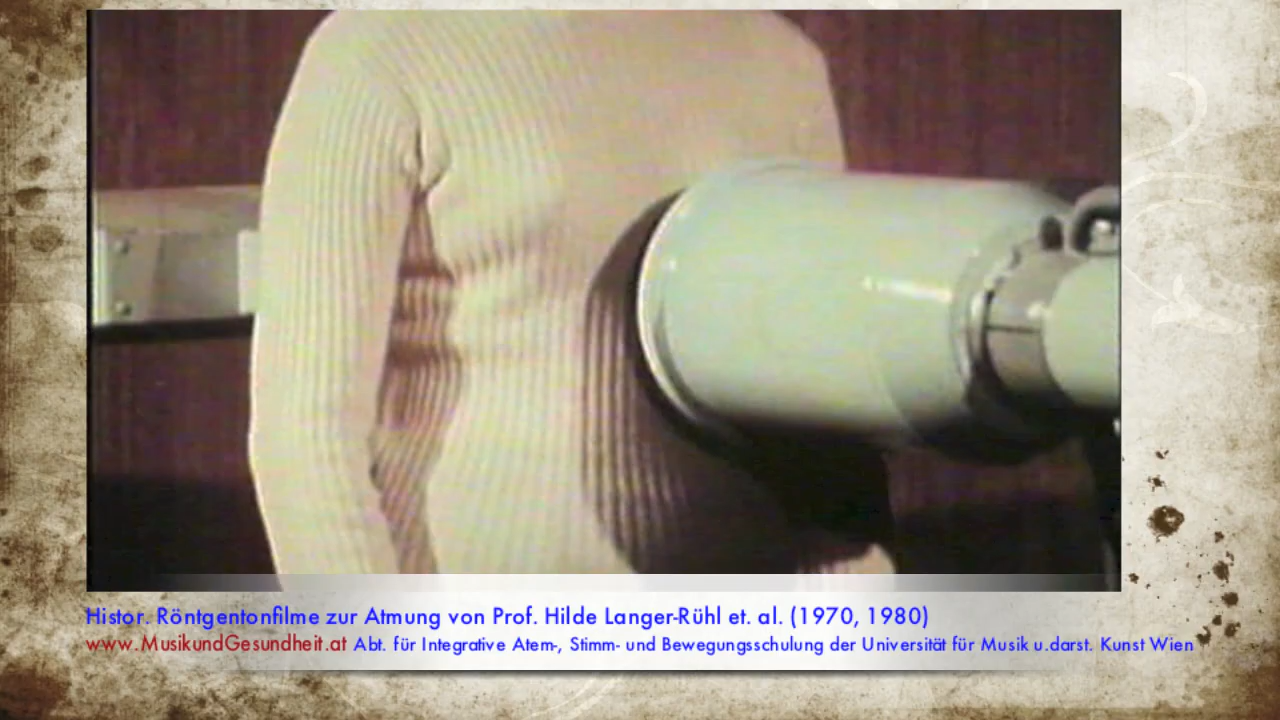 Histor. Röntgentonfilme zur Atmung von Prof. Hilde Langer-Rühl et. al. (1970, 1980)
www.MusikundGesundheit.at Abt. für Integrative Atem-, Stimm- und Bewegungsschulung der Universität für Musik u.darst. Kunst Wien